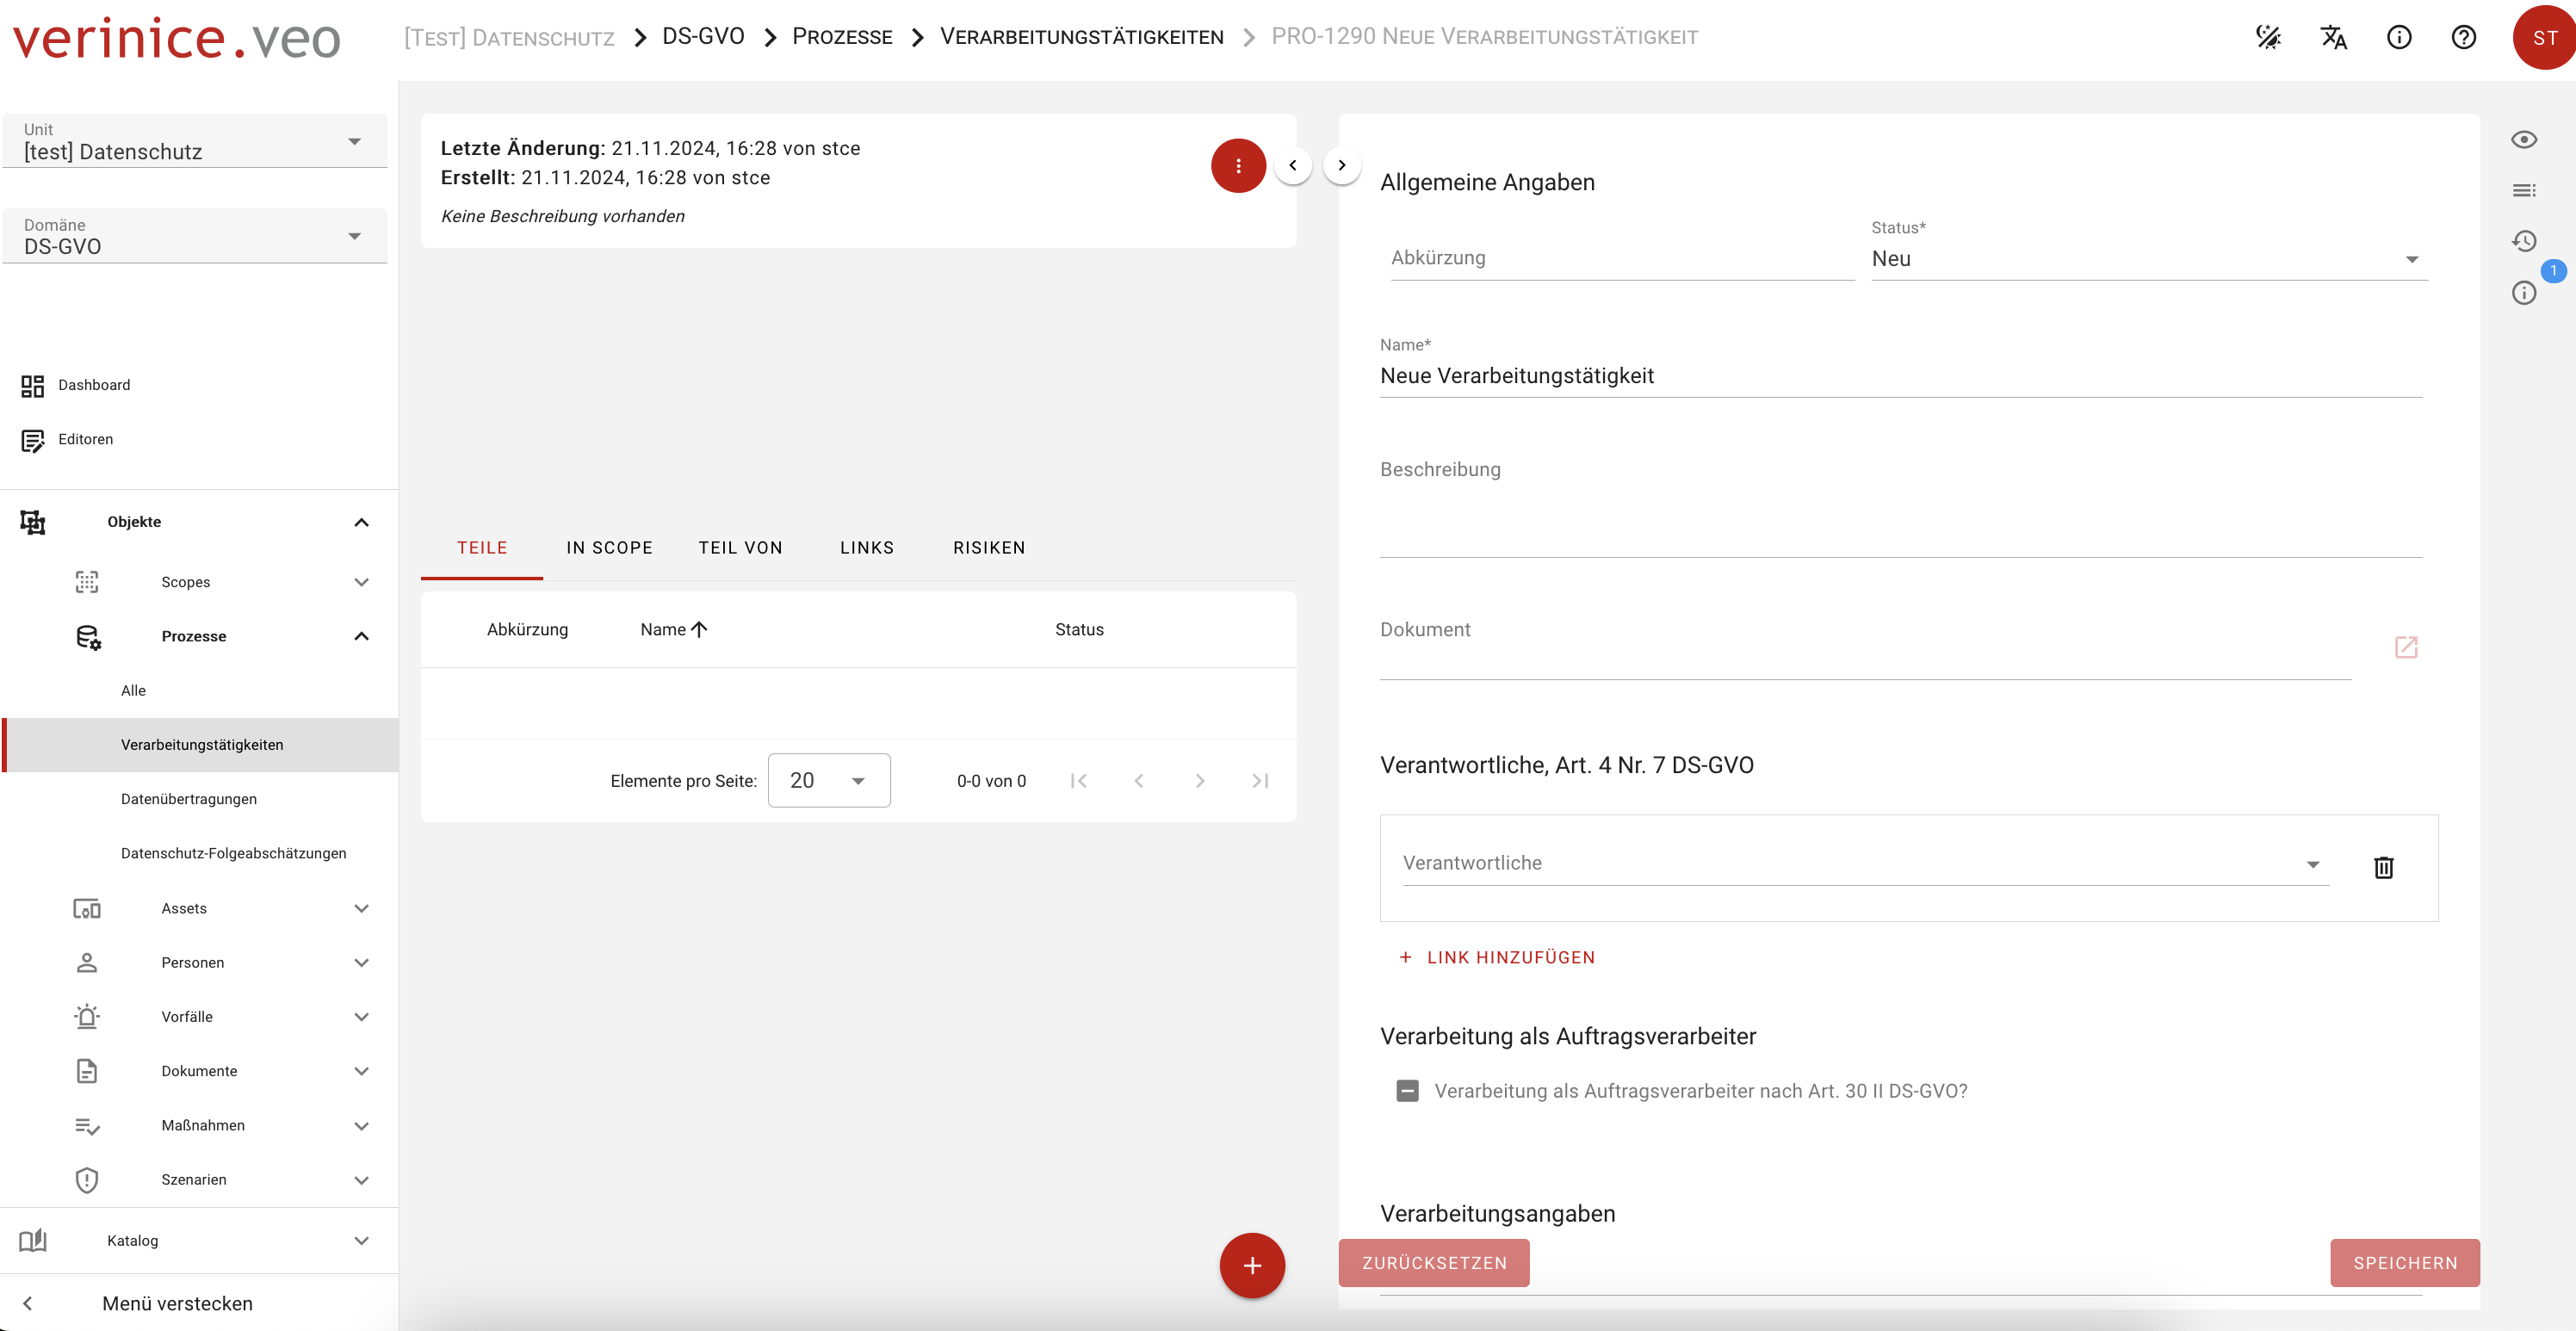 verinice.veo
[Test] Datenschutz > DS-GVO > Prozesse > Verarbeitungstätigkeiten > PRO-1290 Neue Verarbeitungstätigkeit
ST
Unit
[test] Datenschutz
Domäne
DS-GVO
Dashboard
Editoren
Objekte
Scopes
Prozesse
Alle
Verarbeitungstätigkeiten
Datenübertragungen
Datenschutz-Folgeabschätzungen
Assets
Personen
Vorfälle
Dokumente
Maßnahmen
Szenarien
Katalog
Menü verstecken
Letzte Änderung: 21.11.2024, 16:28 von stce
Erstellt: 21.11.2024, 16:28 von stce
Keine Beschreibung vorhanden
TEILE IN SCOPE TEIL VON LINKS RISIKEN
Abkürzung Name Status
Elemente pro Seite: 20 0-0 von 0
Allgemeine Angaben
Status*
Abkürzung Neu
Name*
Neue Verarbeitungstätigkeit
Beschreibung
Dokument
Verantwortliche, Art. 4 Nr. 7 DS-GVO
Verantwortliche
+ LINK HINZUFÜGEN
Verarbeitung als Auftragsverarbeiter
Verarbeitung als Auftragsverarbeiter nach Art. 30 II DS-GVO?
Verarbeitungsangaben
ZURÜCKSETZEN SPEICHERN
1